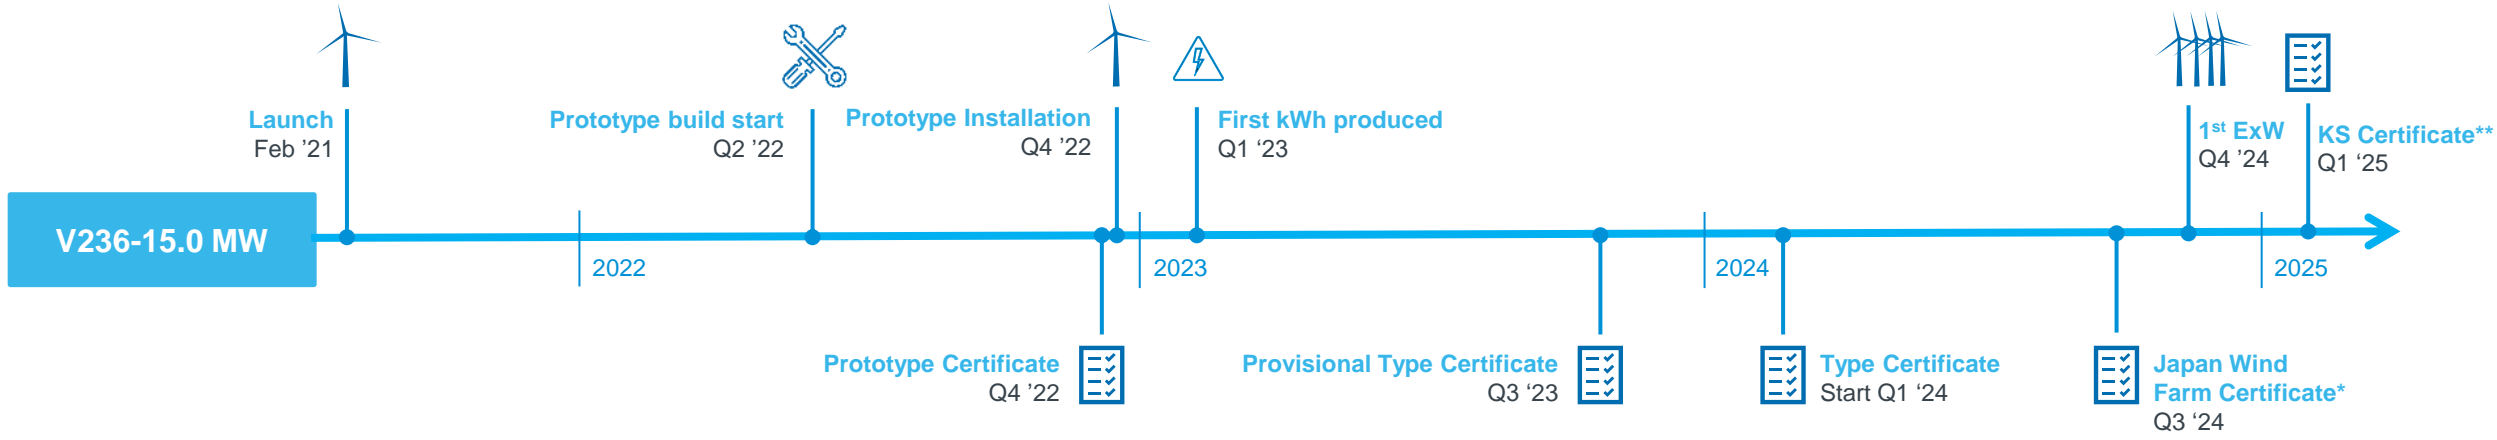 Launch
Feb ’21
Prototype build start
Q2 ’22
Prototype Installation
Q4 ’22
First kWh produced
Q1 ‘23
1st ExW
Q4 ’24
KS Certificate**
Q1 ‘25
V236-15.0 MW
2022
2023
2024
2025
Prototype Certificate
Q4 ‘22
Provisional Type Certificate
Q3 ‘23
Type Certificate
Start Q1 ‘24
Japan Wind
Farm Certificate*
Q3 ‘24